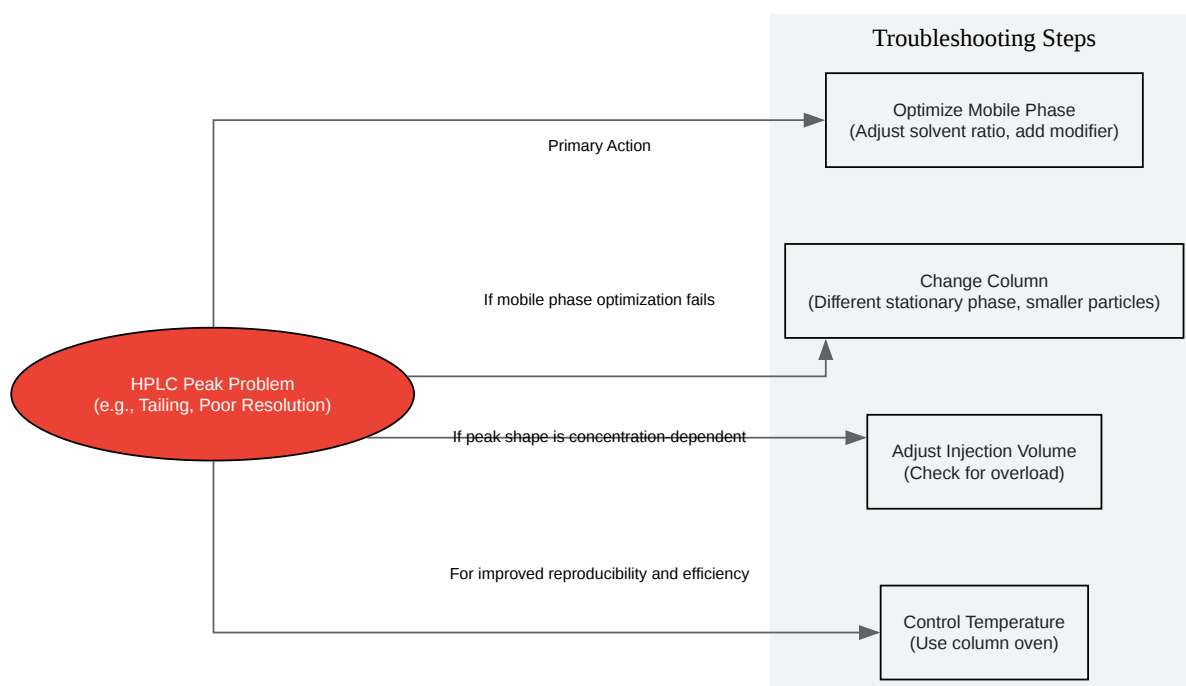 Troubleshooting Steps
Optimize Mobile Phase
(Adjust solvent ratio, add modifier)
Primary Action
Change Column
(Different stationary phase, smaller particles)
If mobile phase optimization fails
HPLC Peak Problem
(e.g., Tailing, Poor Resolution)
If peak shape is concentration-dependent
Adjust Injection Volume
(Check for overload)
For improved reproducibility and efficiency
Control Temperature
(Use column oven)